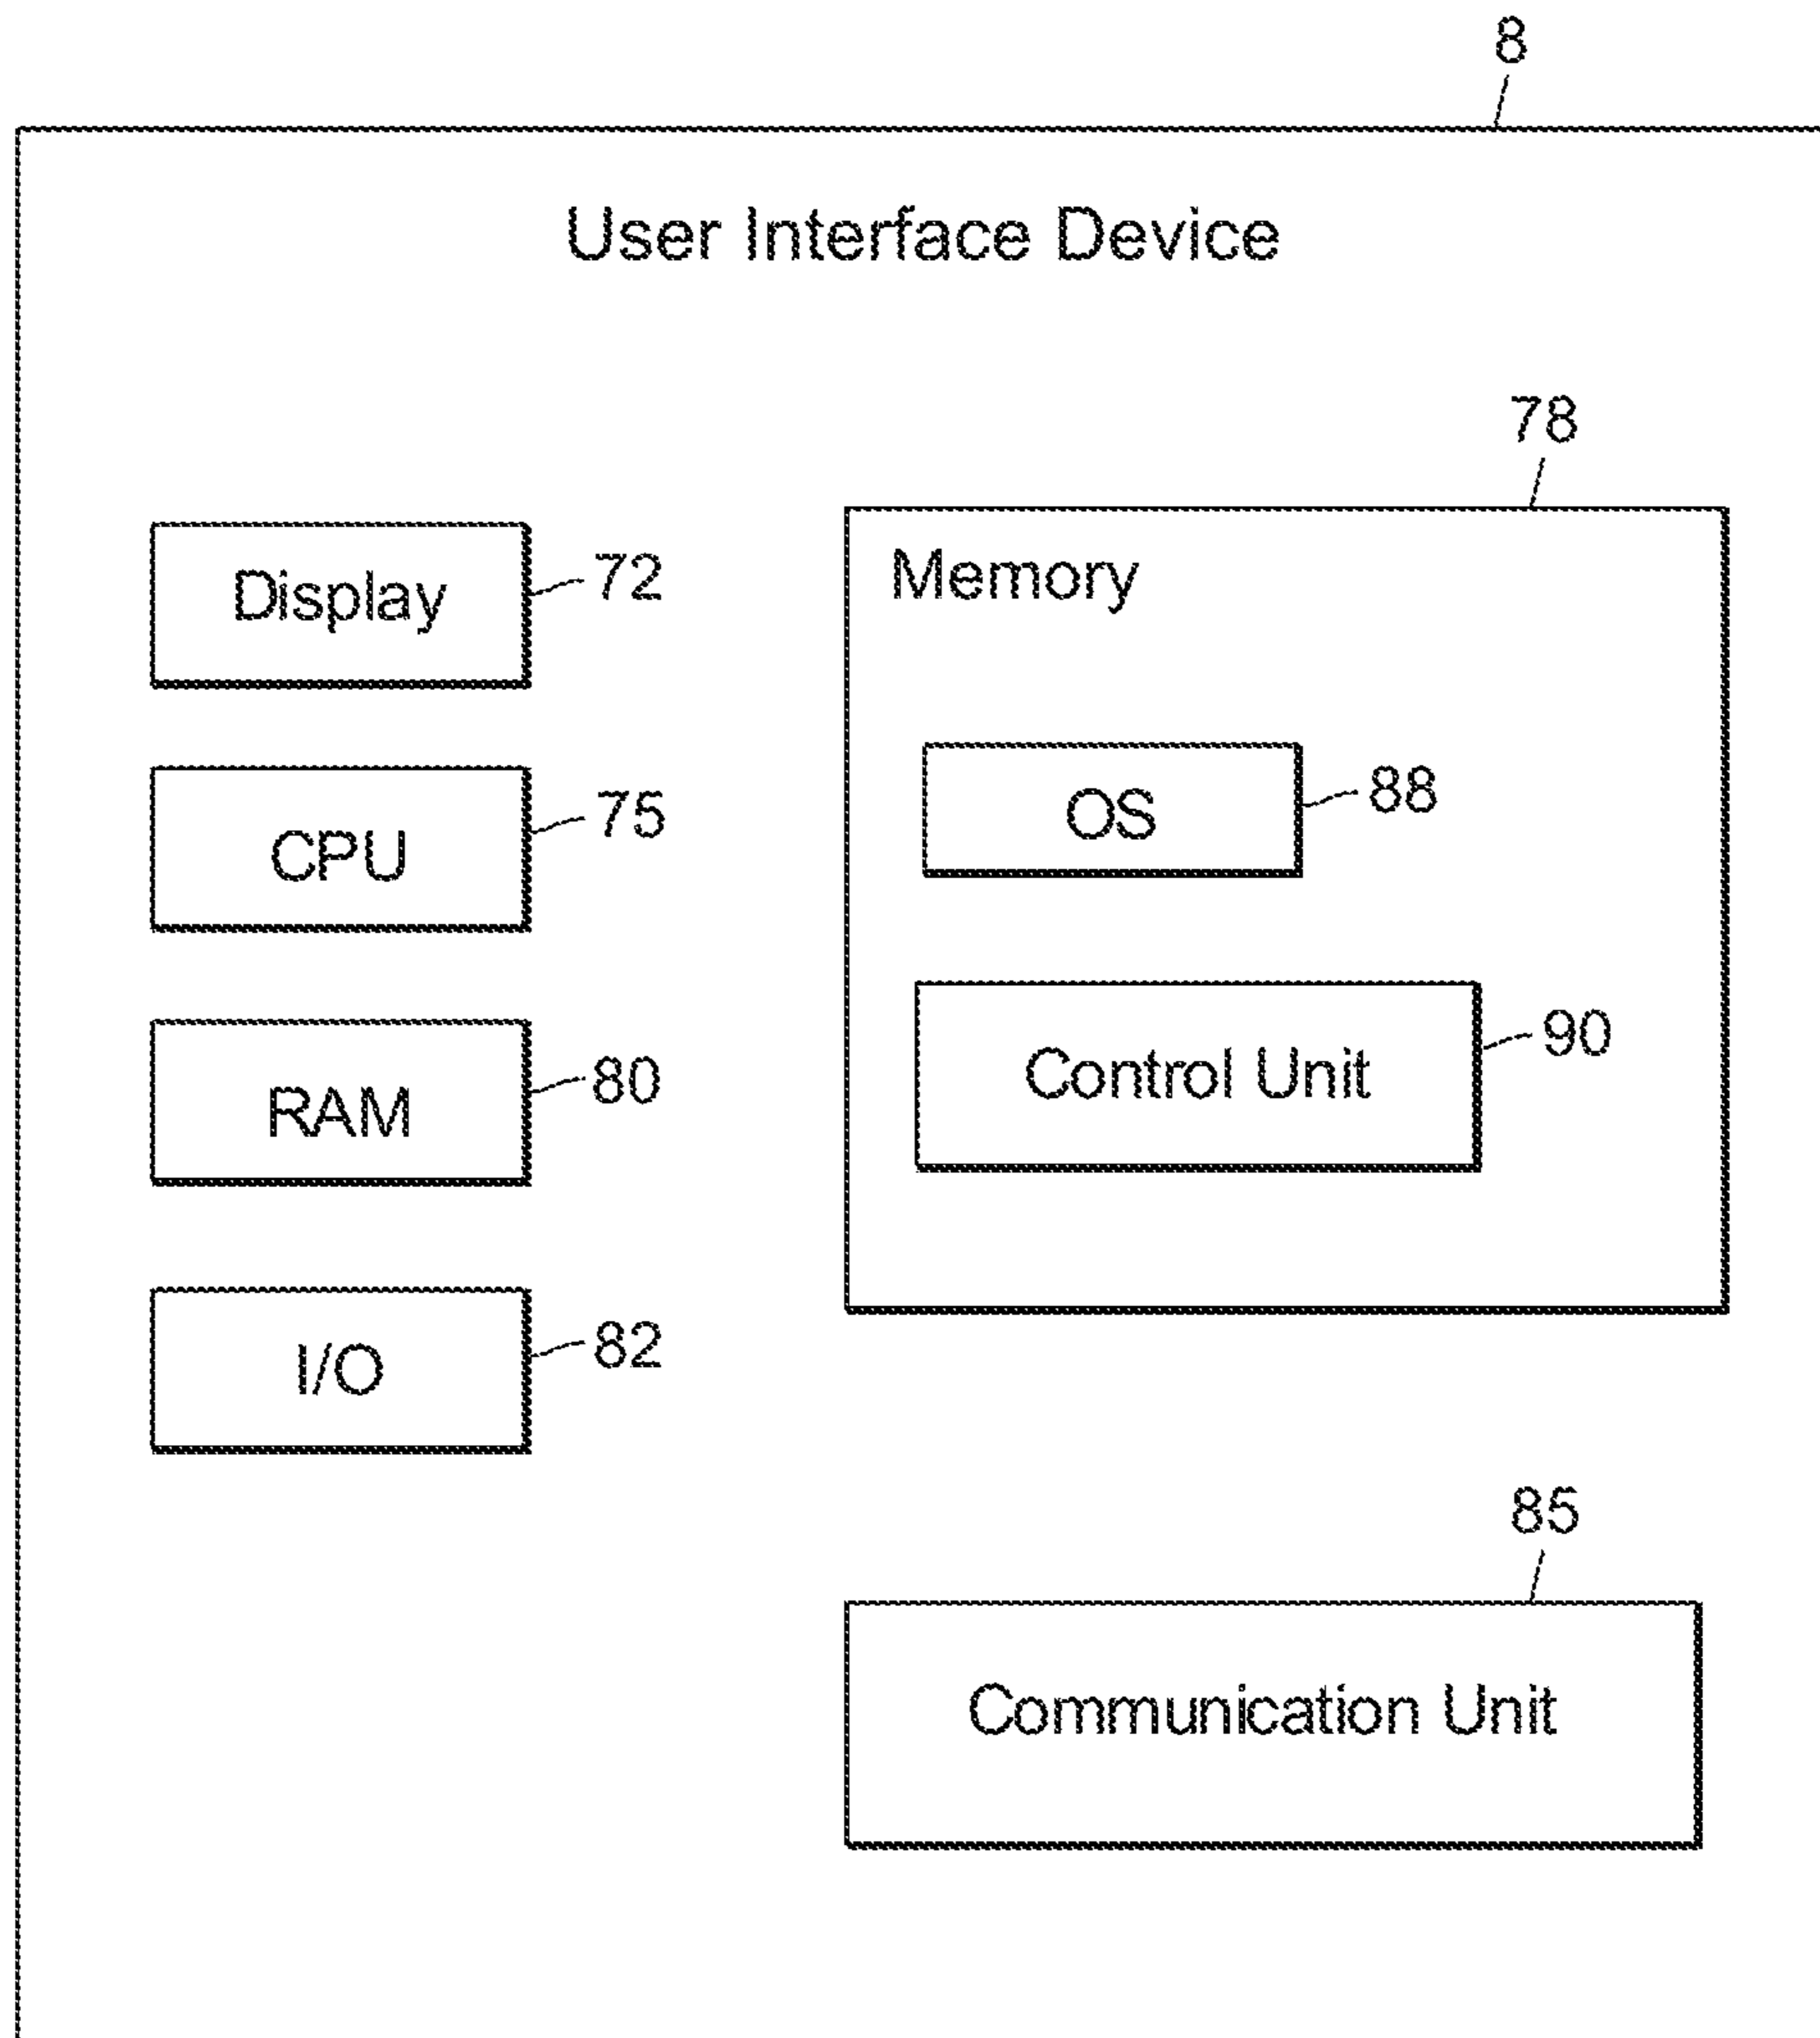 8
User Interface Device
78
Display
72
Memory
CPU
75
OS
88
RAM
80
Control Unit
90
I/O
82
85
Communication Unit